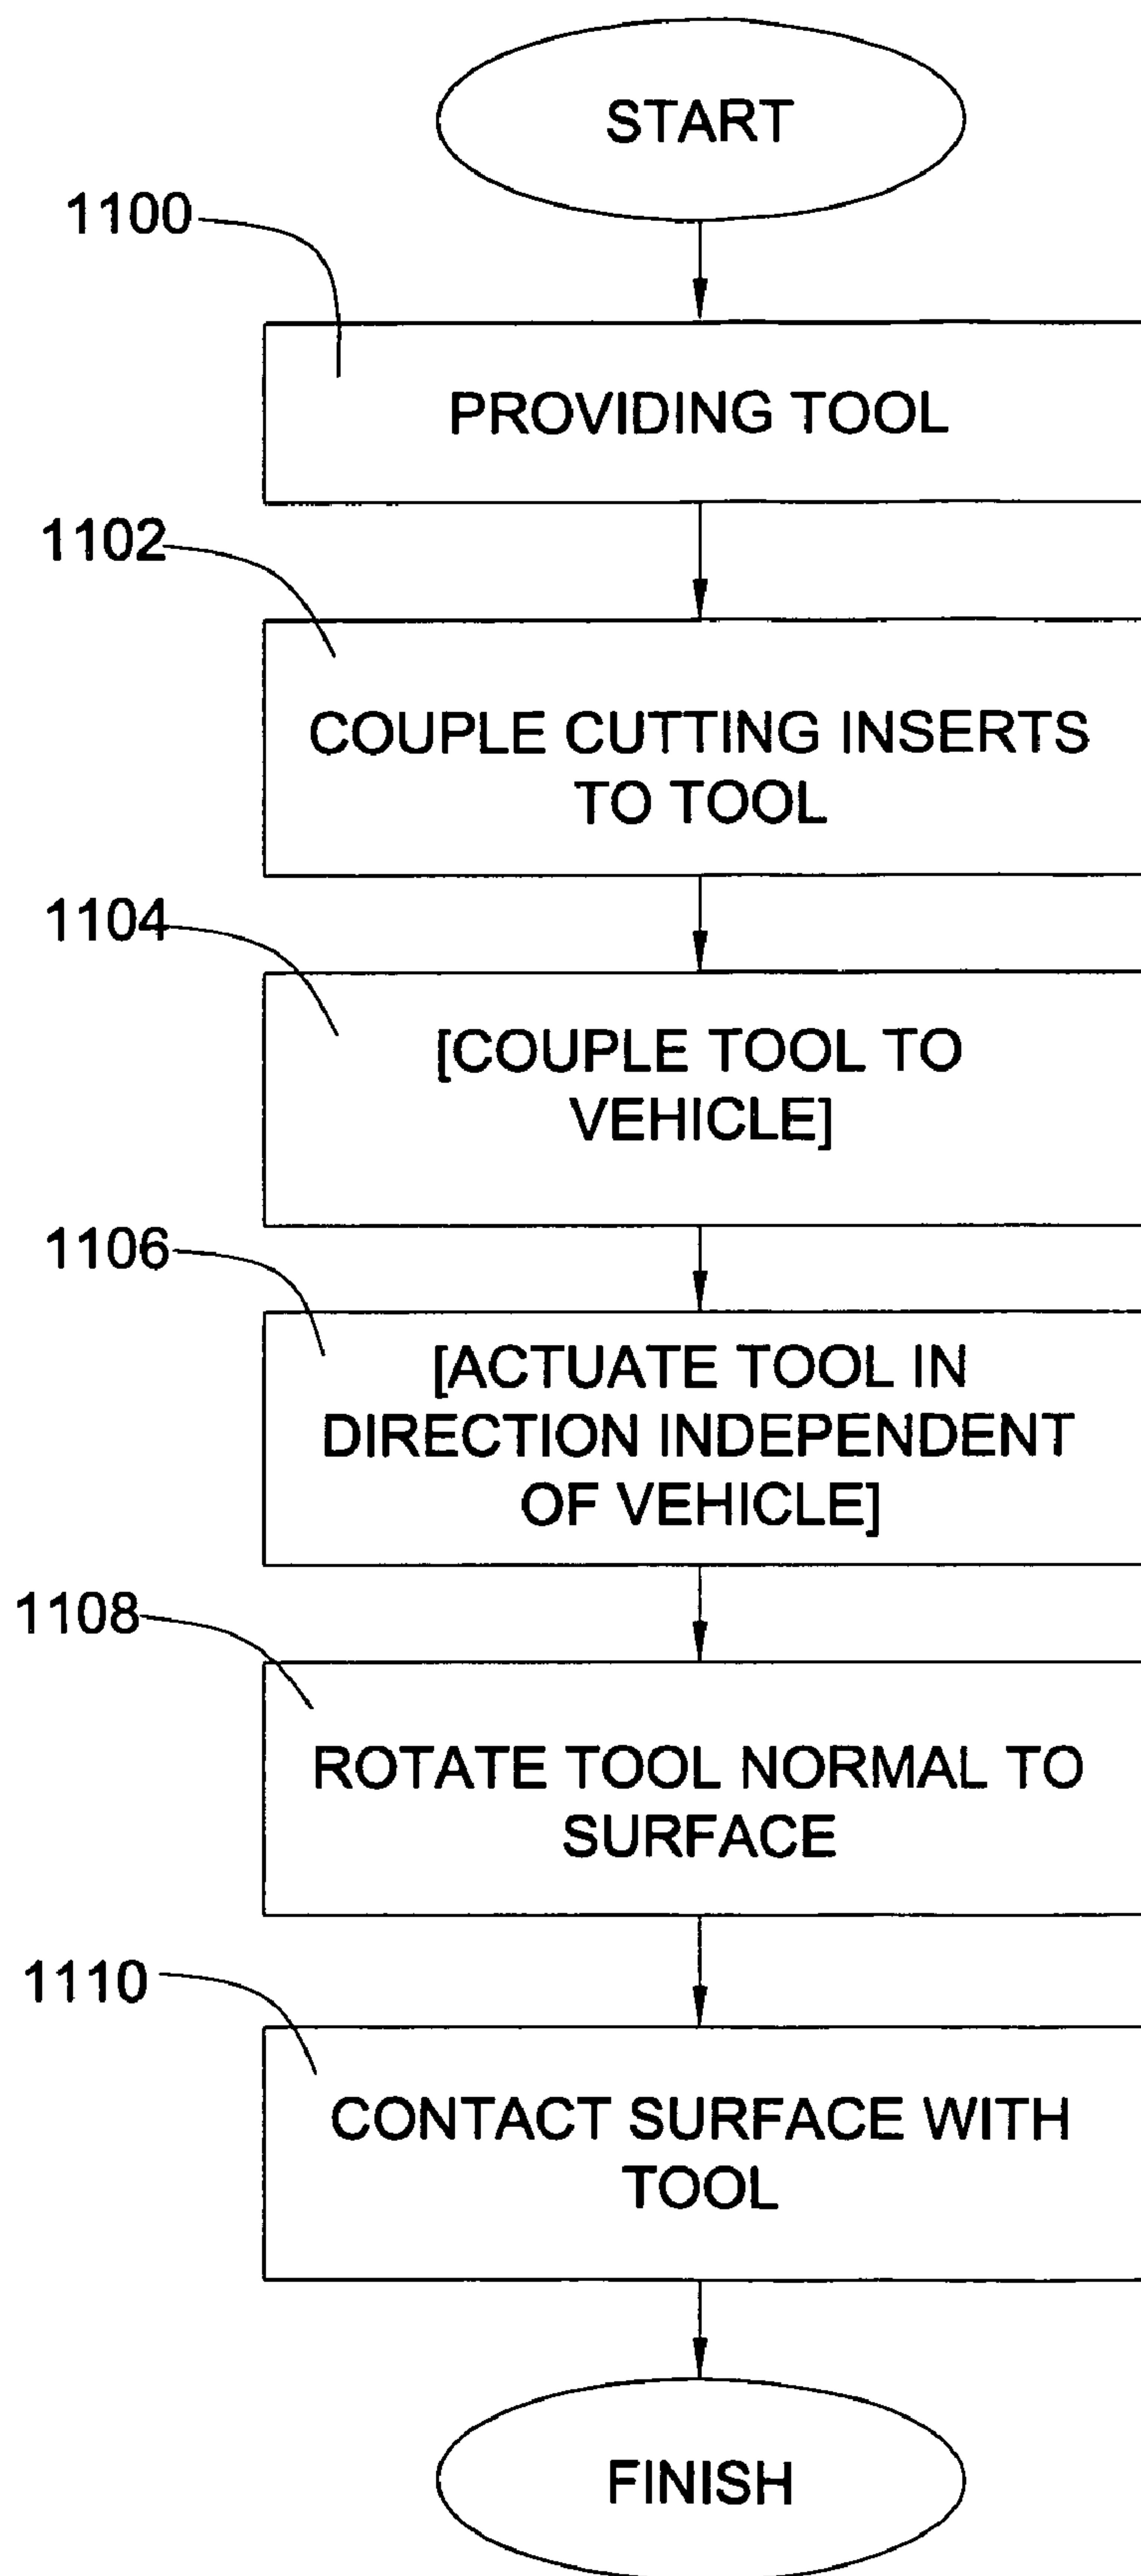 START
1100
PROVIDING TOOL
1102
COUPLE CUTTING INSERTS
TO TOOL
1104
[COUPLE TOOL TO
VEHICLE]
1106
[ACTUATE TOOL IN
DIRECTION INDEPENDENT
OF VEHICLE]
1108
ROTATE TOOL NORMAL TO
SURFACE
1110
CONTACT SURFACE WITH
TOOL
FINISH